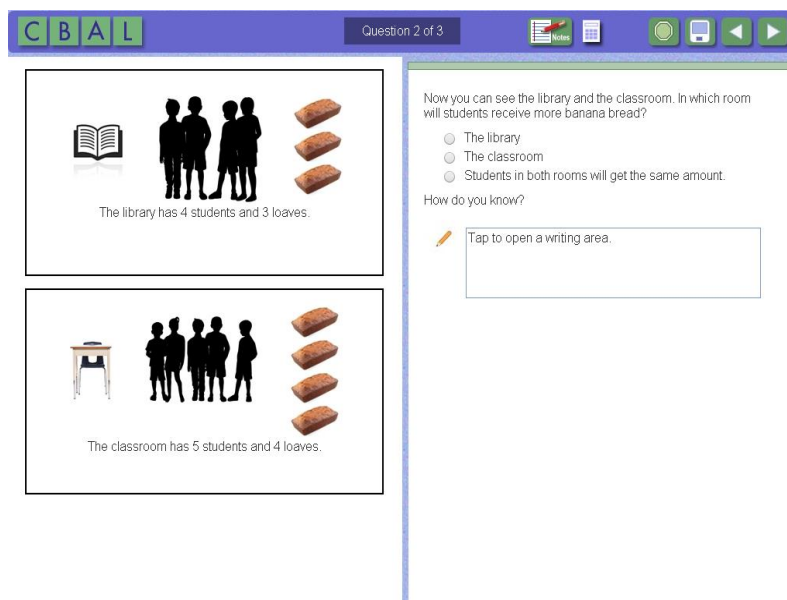 CBAL
Question 2 of 3
Notes
The library has 4 students and 3 loaves.
The classroom has 5 students and 4 loaves.
Now you can see the library and the classroom. In which room
will students receive more banana bread?
The library
The classroom
Students in both rooms will get the same amount.
How do you know?
Tap to open a writing area.